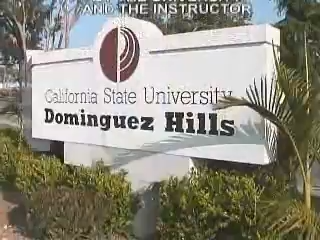 AND THE INSTRUCTOR
California State University
Dominguez Hills